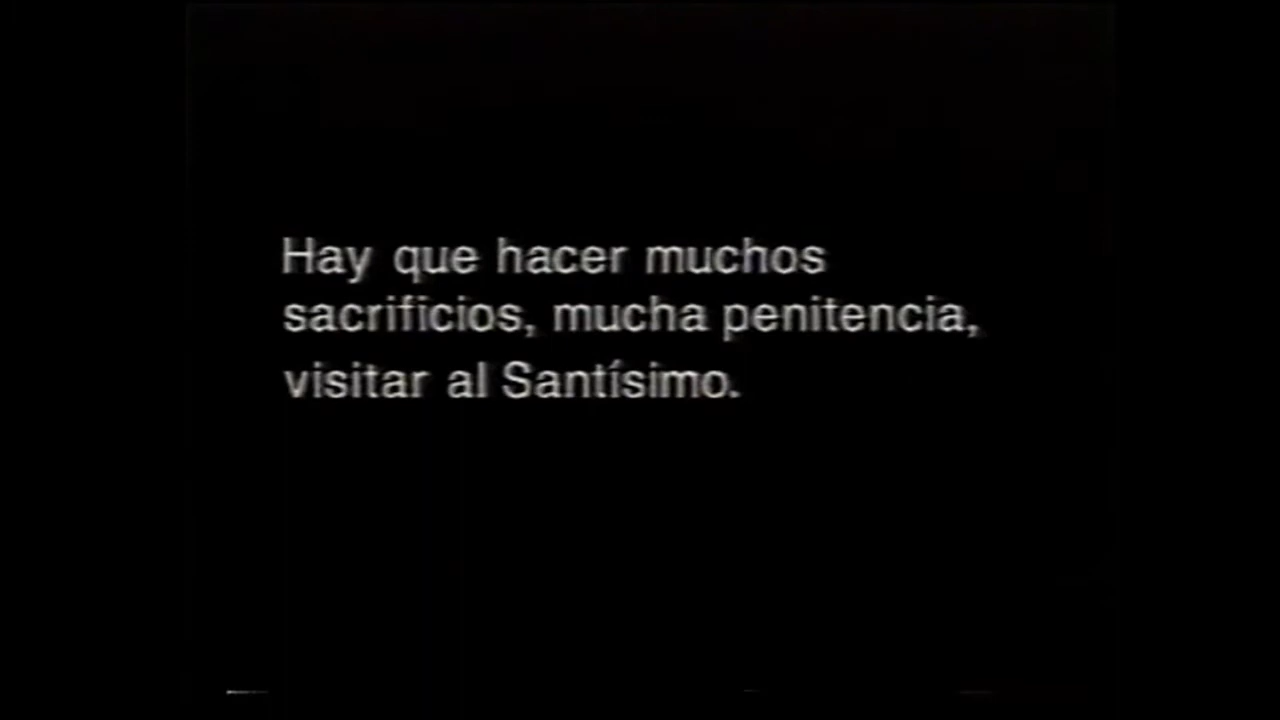 Hay que hacer muchos
sacrificios, mucha penitencia,
visitar al Santísimo.